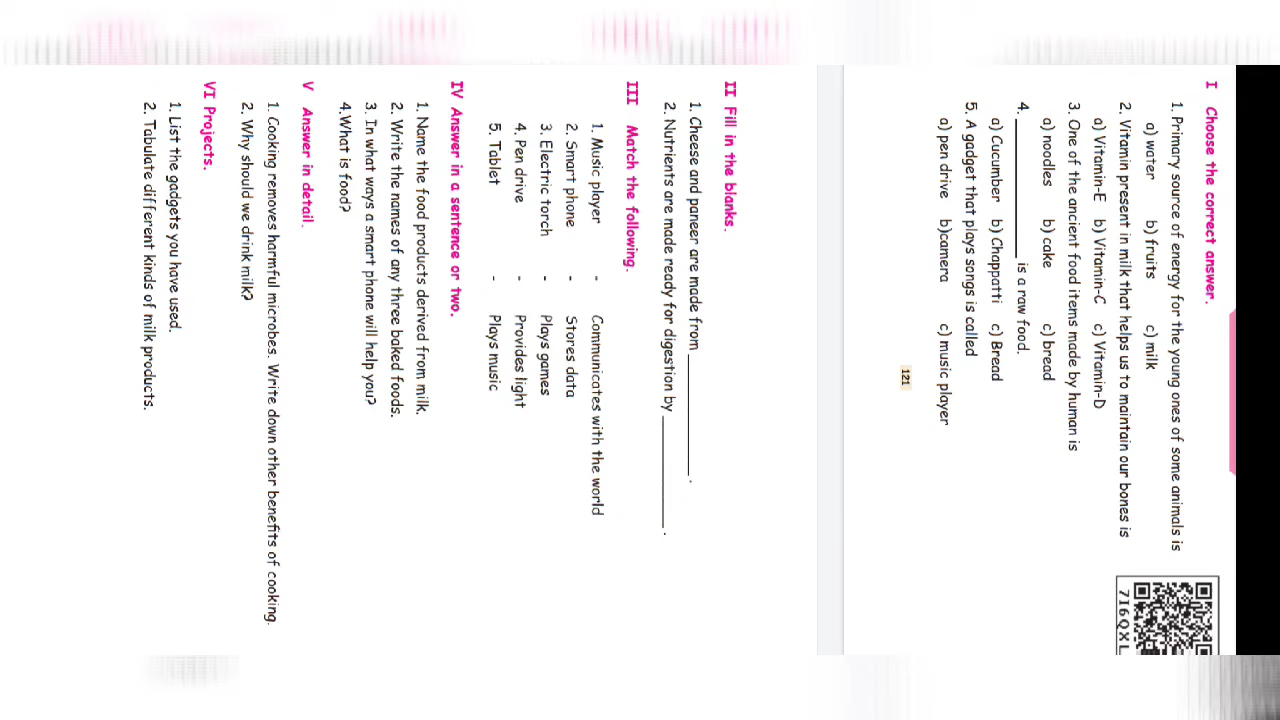 I Choose the correct answer.
1. Primary source of energy for the young ones of some animals is
a) water b) fruits c) milk
2. Vitamin present in milk that helps us to maintain our bones is
a) Vitamin-E b) Vitamin-C c) Vitamin-D
3. One of the ancient food items made by human is
a) noodles b) cake c) bread
4. ____________ is a raw food.
a) Cucumber b) Chappatti c) Bread
5. A gadget that plays songs is called
a) pen drive b)camera c) music player
7I6QXL
121
II Fill in the blanks.
1. Cheese and paneer are made from ____________.
2. Nutrients are made ready for digestion by ____________.
III Match the following.
1. Music player - Communicates with the world
2. Smart phone - Stores data
3. Electric torch - Plays games
4. Pen drive - Provides light
5. Tablet - Plays music
IV Answer in a sentence or two.
1. Name the food products derived from milk.
2. Write the names of any three baked foods.
3. In what ways a smart phone will help you?
4.What is food?
V Answer in detail.
1. Cooking removes harmful microbes. Write down other benefits of cooking.
2. Why should we drink milk?
VI Projects.
1. List the gadgets you have used.
2. Tabulate different kinds of milk products.